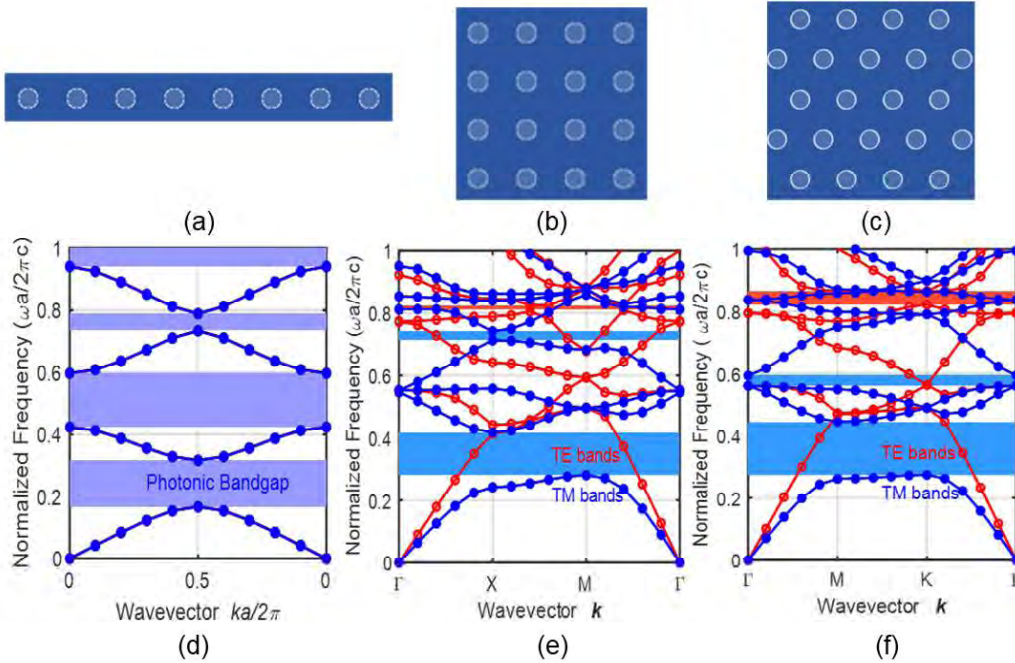 (a)
(b)
(c)
Normalized Frequency (ωa/2πc)
1
0.8
0.6
0.4
0.2
0
Photonic Bandgap
0
0.5
0
Wavevector ka/2π
(d)
Normalized Frequency (ωa/2πc)
1
0.8
0.6
0.4
0.2
0
TE bands
TM bands
Γ
X
M
Γ
Wavevector k
(e)
Normalized Frequency ( ωa/2πc)
1
0.8
0.6
0.4
0.2
0
TE bands
TM bands
Γ
M
K
(f)
Wavevector k